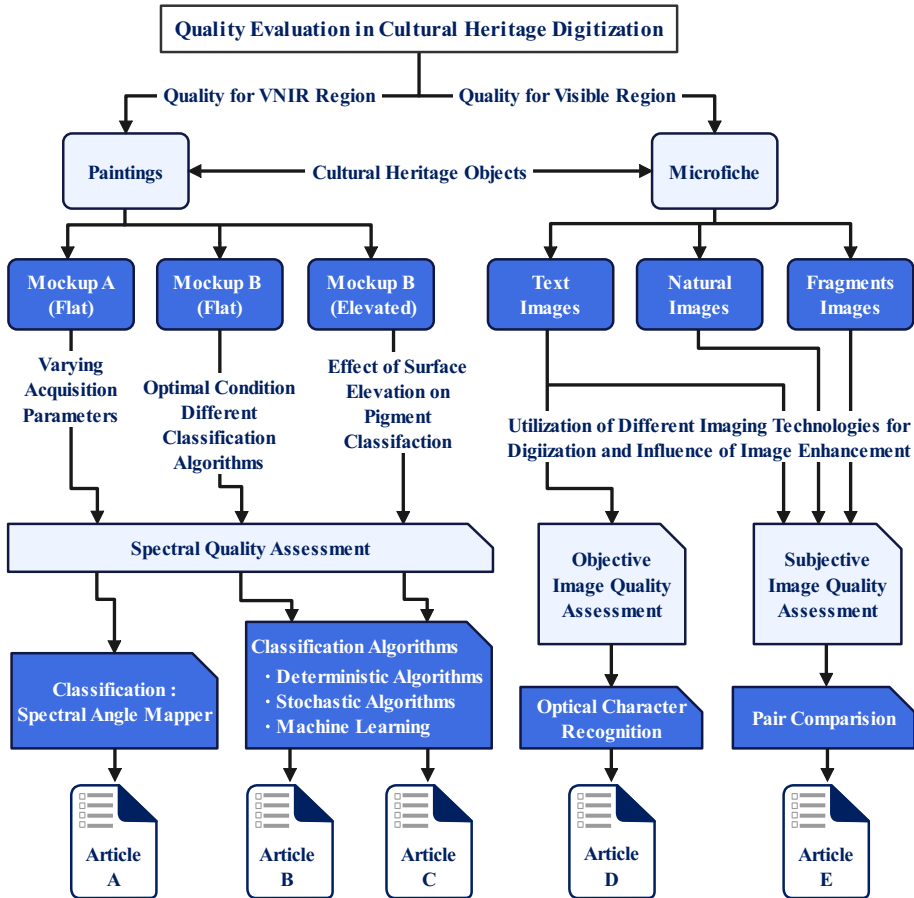 Quality Evaluation in Cultural Heritage Digitization
Quality for VNIR Region
Quality for Visible Region
Paintings
Cultural Heritage Objects
Microfiche
Mockup A
(Flat)
Mockup B
(Flat)
Mockup B
(Elevated)
Text
Images
Natural
Images
Fragments
Images
Varying
Acquisition
Parameters
Optimal Condition
Different
Classification
Algorithms
Effect of Surface
Elevation on
Pigment
Classifaction
Utilization of Different Imaging Technologies for
Digiization and Influence of Image Enhancement
Spectral Quality Assessment
Objective
Image Quality
Assessment
Subjective
Image Quality
Assessment
Classification :
Spectral Angle Mapper
Classification Algorithms
· Deterministic Algorithms
· Stochastic Algorithms
· Machine Learning
Optical Character
Recognition
Pair Comparision
Article
A
Article
B
Article
C
Article
D
Article
E